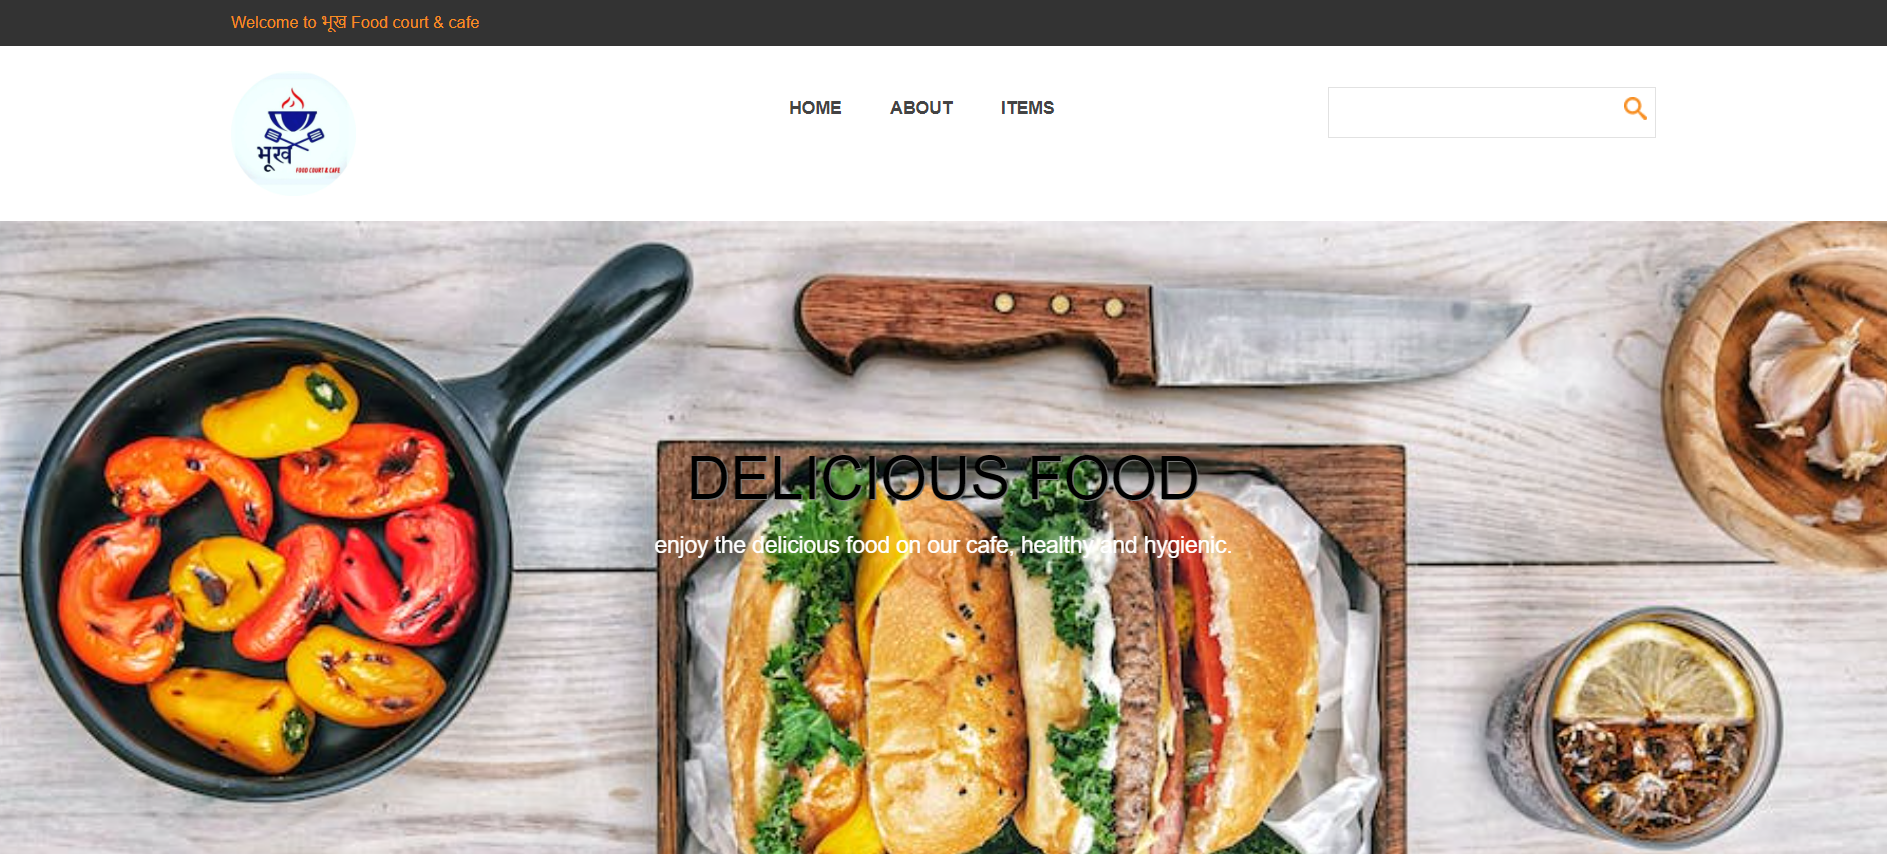 Welcome to भूख Food court & cafe
भूख
FOOD COURT & CAFE
HOME
ABOUT
ITEMS
DELICIOUS FOOD
enjoy the delicious food on our cafe, healthy and hygienic.